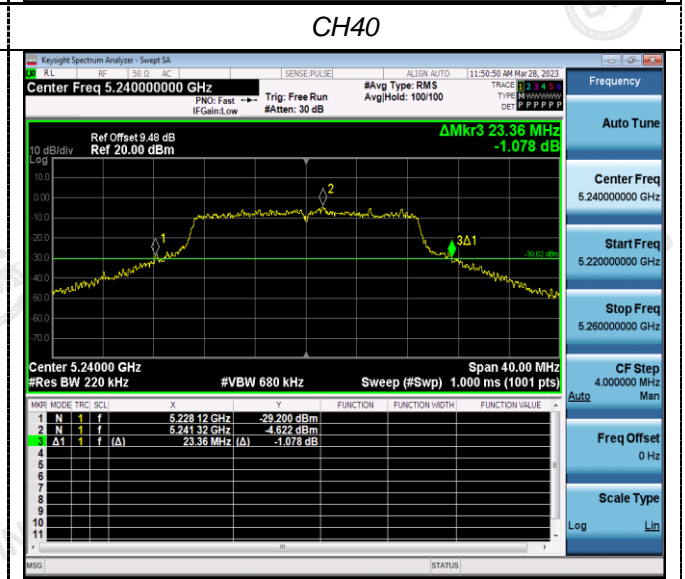 CH40
Keysight Spectrum Analyzer - Swept SA
RL RF 50 Ω AC SENSE:PULSE ALIGN AUTO 11:50:50 AM Mar 28, 2023
Center Freq 5.240000000 GHz #Avg Type: RMS TRACE 1 2 3 4 5 6
PNO: Fast Trig: Free Run Avg|Hold: 100/100 TYPE M WWWWW
IFGain:Low #Atten: 30 dB DET P P P P P P
ΔMkr3 23.36 MHz
-1.078 dB
Ref Offset 9.48 dB
10 dB/div Ref 20.00 dBm
Log
10.0
0.00
-10.0
-20.0
-30.0
-50.0
-60.0
-70.0
1
2
3Δ1
-30.62 dBm
Center 5.24000 GHz Span 40.00 MHz
#Res BW 220 kHz #VBW 680 kHz Sweep (#Swp) 1.000 ms (1001 pts)
MKR MODE TRC SCL X Y FUNCTION FUNCTION WIDTH FUNCTION VALUE
1 N 1 f 5.228 12 GHz -29.200 dBm
2 N 1 f 5.241 32 GHz -4.622 dBm
3 Δ1 1 f (Δ) 23.36 MHz (Δ) -1.078 dB
4
5
6
7
8
9
10
11
MSG STATUS
Frequency
Auto Tune
Center Freq
5.240000000 GHz
Start Freq
5.220000000 GHz
Stop Freq
5.260000000 GHz
CF Step
4.000000 MHz
Auto Man
Freq Offset
0 Hz
Scale Type
Log Lin